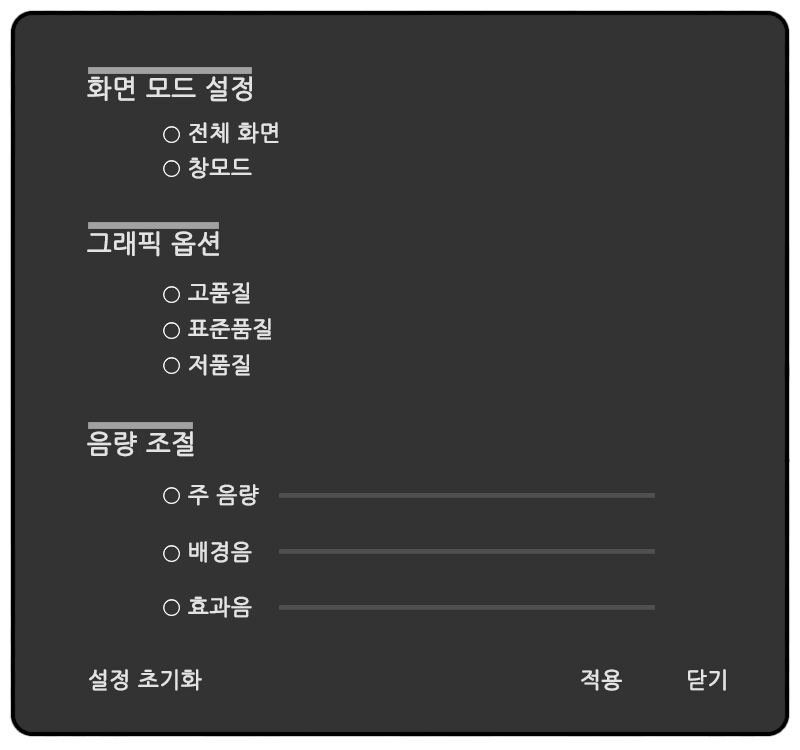 화면 모드 설정
전체 화면
창모드
그래픽 옵션
고품질
표준품질
저품질
음량 조절
주 음량
배경음
효과음
설정 초기화 적용 닫기